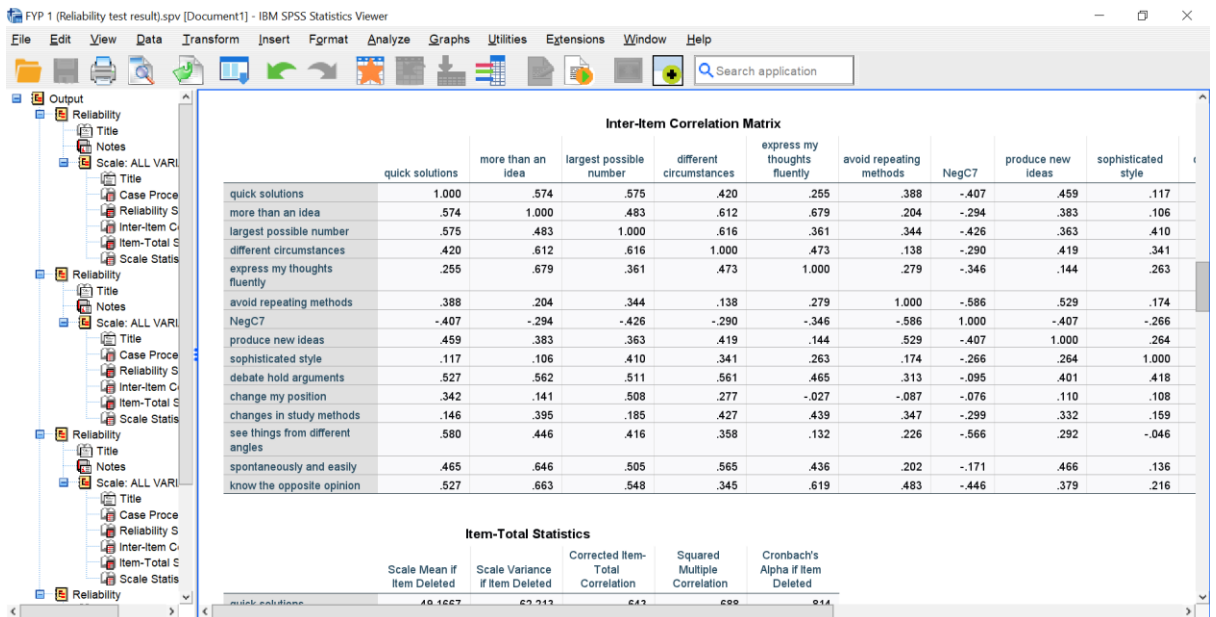 FYP 1 (Reliability test result).spv [Document1] - IBM SPSS Statistics Viewer
File Edit View Data Transform Insert Format Analyze Graphs Utilities Extensions Window Help
Search application
Output
Reliability
Title
Notes
Scale: ALL VARI
Title
Case Proce
Reliability S
Inter-Item C
Item-Total S
Scale Statis
Reliability
Title
Notes
Scale: ALL VARI
Title
Case Proce
Reliability S
Inter-Item C
Item-Total S
Scale Statis
Reliability
Title
Notes
Scale: ALL VARI
Title
Case Proce
Reliability S
Inter-Item C
Item-Total S
Scale Statis
Reliability
Inter-Item Correlation Matrix
quick solutions more than an idea largest possible number different circumstances express my thoughts fluently avoid repeating methods NegC7 produce new ideas sophisticated style
quick solutions 1.000 .574 .575 .420 .255 .388 -.407 .459 .117
more than an idea .574 1.000 .483 .612 .679 .204 -.294 .383 .106
largest possible number .575 .483 1.000 .616 .361 .344 -.426 .363 .410
different circumstances .420 .612 .616 1.000 .473 .138 -.290 .419 .341
express my thoughts fluently .255 .679 .361 .473 1.000 .279 -.346 .144 .263
avoid repeating methods .388 .204 .344 .138 .279 1.000 -.586 .529 .174
NegC7 -.407 -.294 -.426 -.290 -.346 -.586 1.000 -.407 -.266
produce new ideas .459 .383 .363 .419 .144 .529 -.407 1.000 .264
sophisticated style .117 .106 .410 .341 .263 .174 -.266 .264 1.000
debate hold arguments .527 .562 .511 .561 .465 .313 -.095 .401 .418
change my position .342 .141 .508 .277 -.027 -.087 -.076 .110 .108
changes in study methods .146 .395 .185 .427 .439 .347 -.299 .332 .159
see things from different angles .580 .446 .416 .358 .132 .226 -.566 .292 -.046
spontaneously and easily .465 .646 .505 .565 .436 .202 -.171 .466 .136
know the opposite opinion .527 .663 .548 .345 .619 .483 -.446 .379 .216
Item-Total Statistics
Scale Mean if Item Deleted Scale Variance if Item Deleted Corrected Item-Total Correlation Squared Multiple Correlation Cronbach's Alpha if Item Deleted
quick solutions 49.1667 62.213 .643 .688 .814